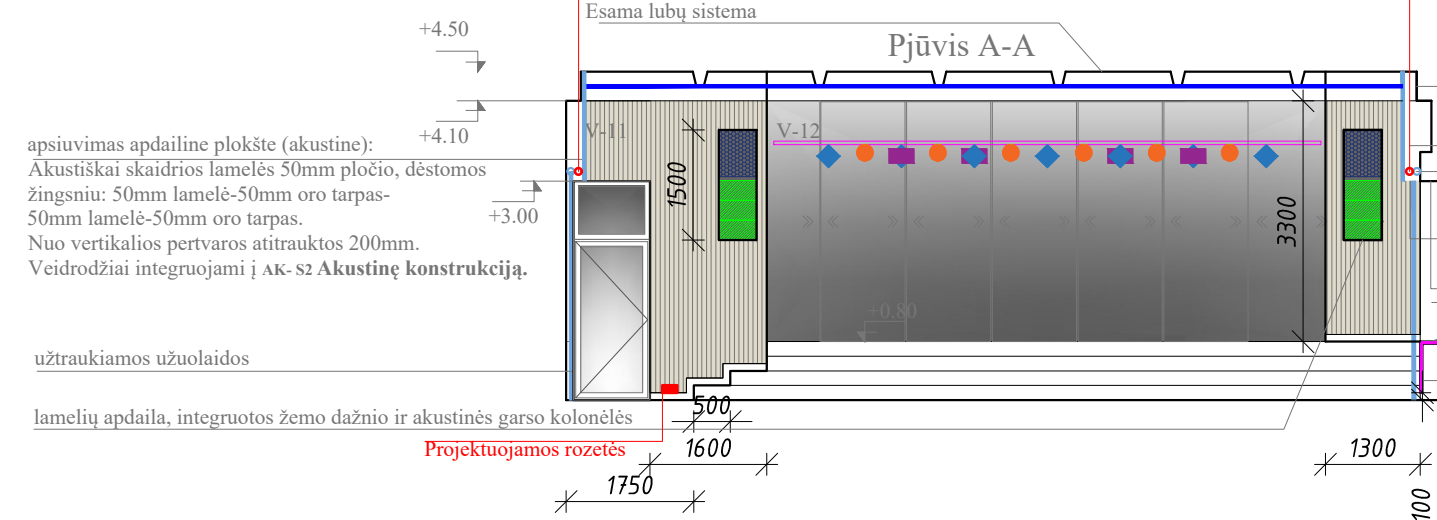 Esama lubų sistema
+4.50
Pjūvis A-A
+4.10
V-11
V-12
apsiuvimas apdailine plokšte (akustine):
Akustiškai skaidrios lamelės 50mm pločio, dėstomos
žingsniu: 50mm lamelė-50mm oro tarpas-
50mm lamelė-50mm oro tarpas.
Nuo vertikalios pertvaros atitrauktos 200mm.
Veidrodžiai integruojami į AK- S2 Akustinę konstrukciją.
+3.00
1500
3300
+0.80
užtraukiamos užuolaidos
lamelių apdaila, integruotos žemo dažnio ir akustinės garso kolonėlės
500
Projektuojamos rozetės
1600
1300
1750
100